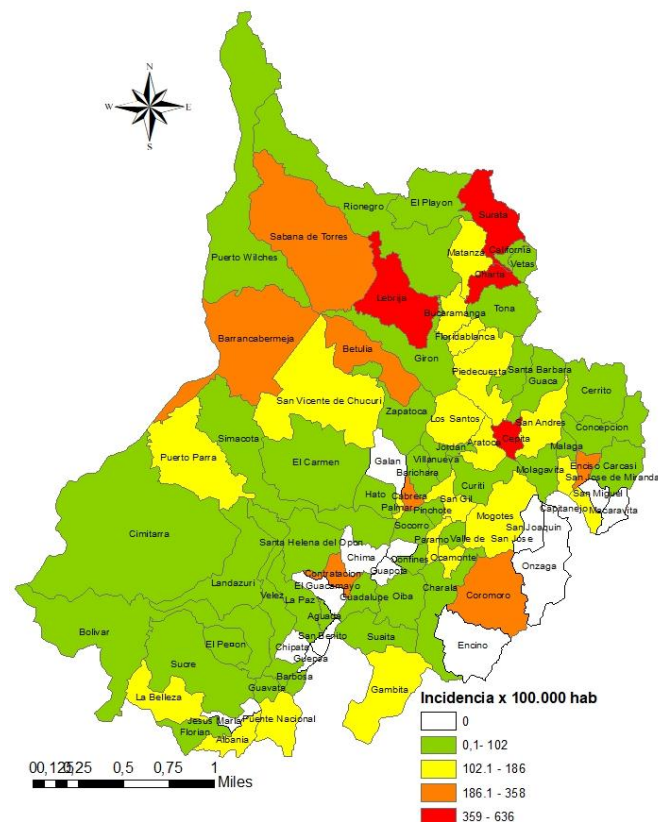 N
W E
S
Rionegro
El Playon
Surata
Sabana de Torres
California
Matanza
Vetas
Puerto Wilches
Charta
Lebrija
Bucaramanga
Tona
Barrancabermeja
Floridablanca
Betulia
Giron
Piedecuesta
Santa Barbara
Guaca
Cerrito
San Vicente de Chucuri
Zapatoca
Los Santos
San Andres
Concepcion
Simacota
Jordan
Aratoca
Cepita
Malaga
Puerto Parra
El Carmen
Galan
Villanueva
Barichara
Molagavita
Enciso Carcasi
San Jose de Miranda
Hato
Cabrera
Curiti
San Gil
Palmar
Pinchote
San Miguel
Capitanejo
Macaravita
Mogotes
Cimitarra
Socorro
San Joaquin
Santa Helena del Opon
Chima
Paramo
Valle de San Jose
Confines
Onzaga
Guapota
Ocamonte
Contratacion
Landazuri
El Guacamayo
Velez
La Paz
Guadalupe
Oiba
Charala
Coromoro
Aguada
Bolivar
San Benito
Suaita
El Penon
Chipata
Encino
Sucre
Guepsa
Barbosa
Guavata
La Belleza
Gambita
Jesus Maria
Puente Nacional
Florian
Albania
Incidencia x 100.000 hab
0
0,1- 102
102.1 - 186
186.1 - 358
359 - 636
00,1250,25 0,5 0,75 1
Miles